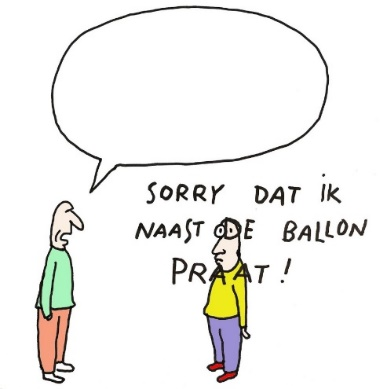 SORRY DAT iK
NAAST DE BALLON
PRAAT!